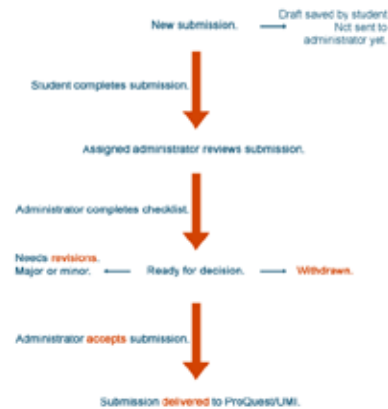 New submission.
Draft saved by student
Not sent to
administrator yet.
Student completes submission.
Assigned administrator reviews submission.
Administrator completes checklist.
Needs revisions.
Major or minor.
Ready for decision.
Withdrawn.
Administrator accepts submission.
Submission delivered to ProQuest/UMI.